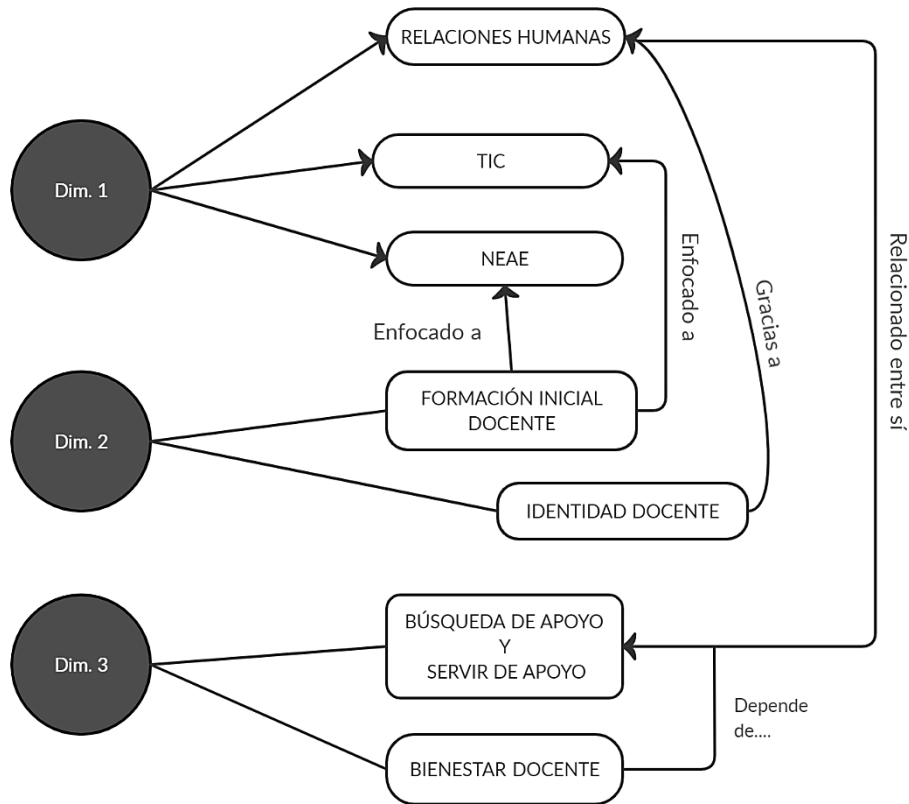 RELACIONES HUMANAS
TIC
Dim. 1
NEAE
Enfocado a
Enfocado a
Gracias a
Relacionado entre sí
FORMACIÓN INICIAL
DOCENTE
Dim. 2
IDENTIDAD DOCENTE
BÚSQUEDA DE APOYO
Y
SERVIR DE APOYO
Dim. 3
Depende
de....
BIENESTAR DOCENTE